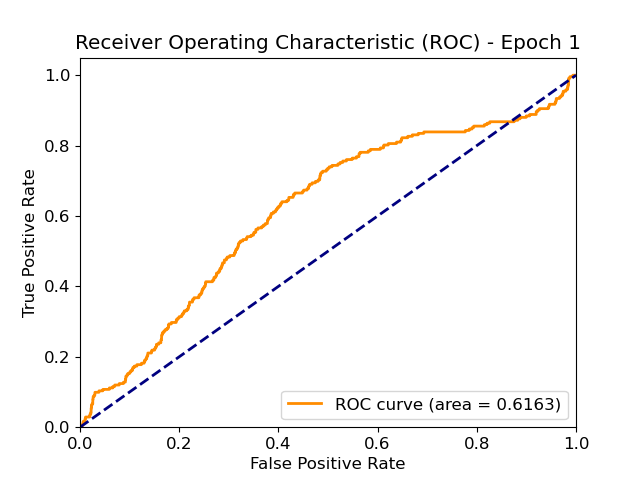 Receiver Operating Characteristic (ROC) - Epoch 1
True Positive Rate
1.0
0.8
0.6
0.4
0.2
0.0
ROC curve (area = 0.6163)
0.0 0.2 0.4 0.6 0.8 1.0
False Positive Rate